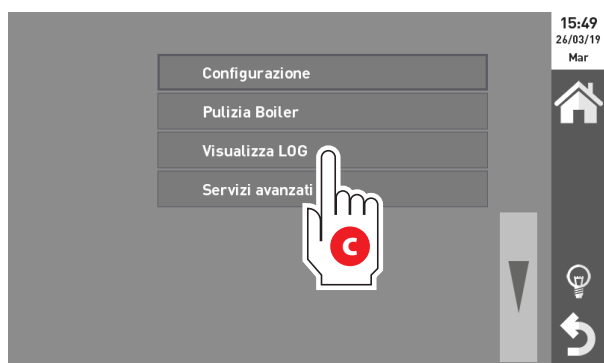 15:49
26/03/19
Mar
Configurazione
Pulizia Boiler
Visualizza LOG
Servizi avanzati
C